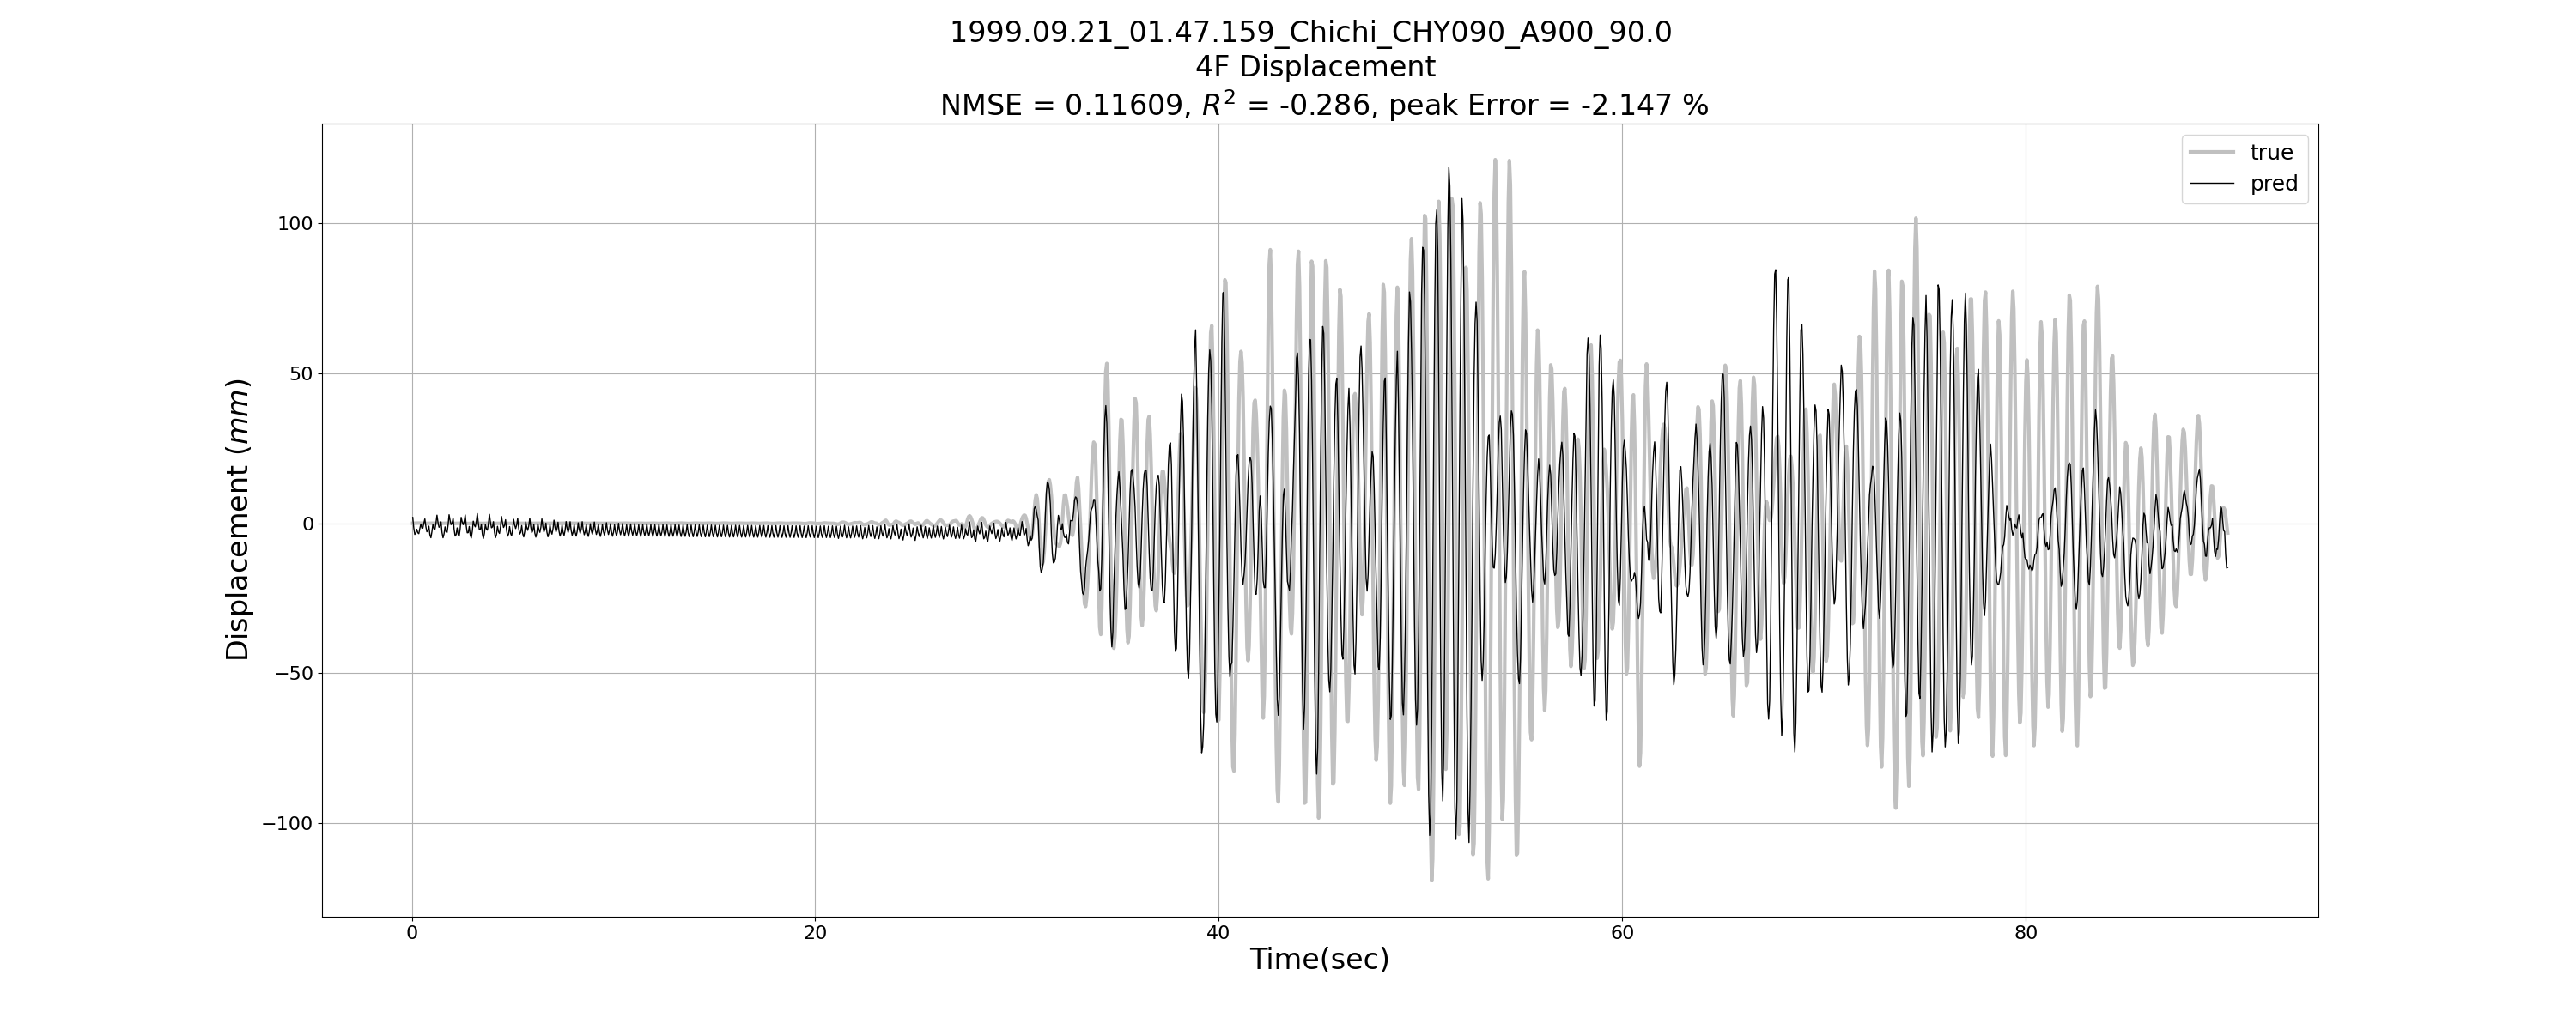 1999.09.21_01.47.159_Chichi_CHY090_A900_90.0
4F Displacement
NMSE = 0.11609, R² = -0.286, peak Error = -2.147 %
true
pred
Displacement (mm)
100
50
0
−50
−100
0
20
40
60
80
Time(sec)